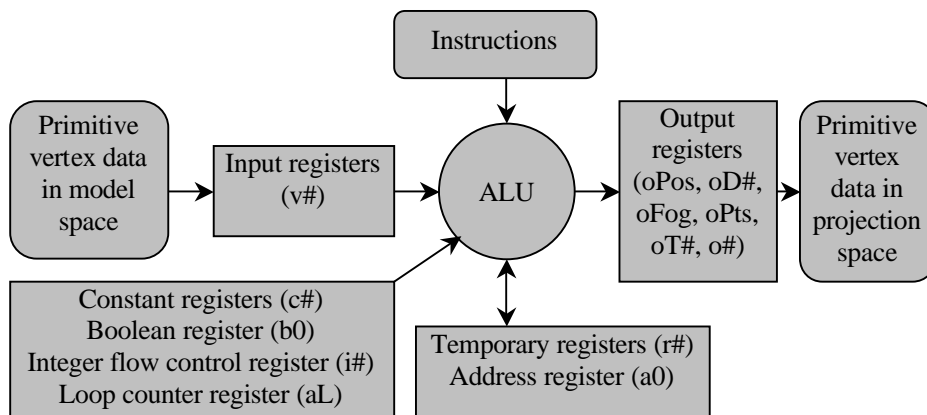 Instructions
Primitive
vertex data
in model
space
Input registers
(v#)
ALU
Output
registers
(oPos, oD#,
oFog, oPts,
oT#, o#)
Primitive
vertex
data in
projection
space
Constant registers (c#)
Boolean register (b0)
Integer flow control register (i#)
Loop counter register (aL)
Temporary registers (r#)
Address register (a0)